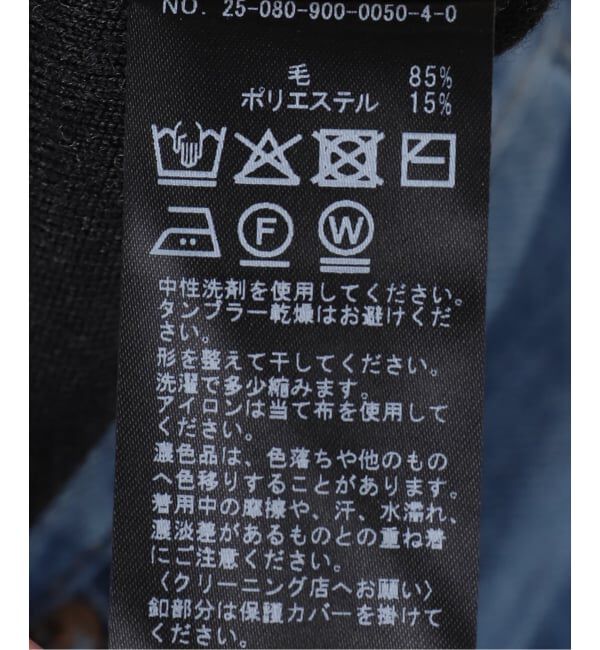 NO. 25-080-900-0050-4-0
毛 85%
ポリエステル 15%
F W
中性洗剤を使用してください。
タンブラー乾燥はお避けくだ
さい。
形を整えて干してください。
洗濯で多少縮みます。
アイロンは当て布を使用して
ください。
濃色品は、色落ちや他のもの
へ色移りすることがあります。
着用中の摩擦や、汗、水濡れ、
濃淡差があるものとの重ね着
にご注意ください。
〈クリーニング店へお願い〉
釦部分は保護カバーを掛けて
ください。